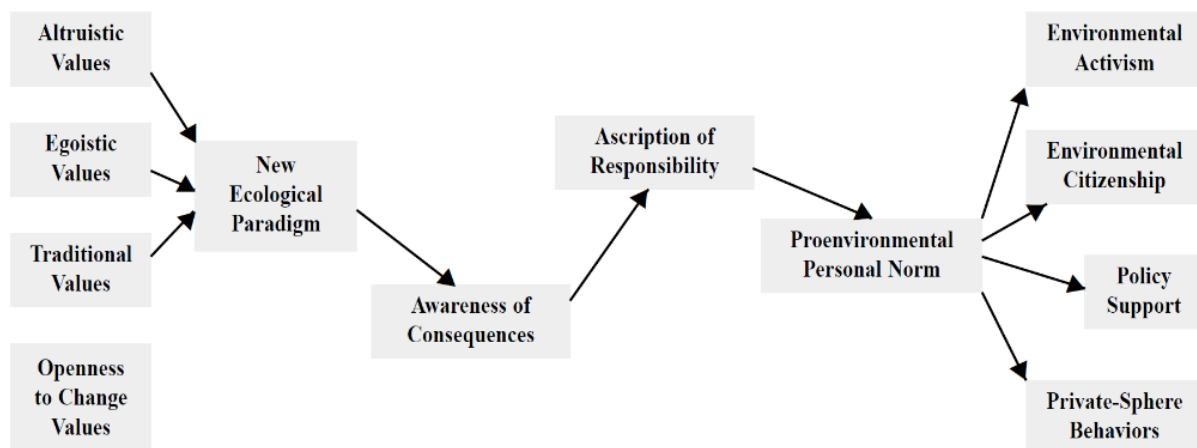 Altruistic
Values
Egoistic
Values
Traditional
Values
Openness
to Change
Values
New
Ecological
Paradigm
Awareness of
Consequences
Ascription of
Responsibility
Proenvironmental
Personal Norm
Environmental
Activism
Environmental
Citizenship
Policy
Support
Private-Sphere
Behaviors